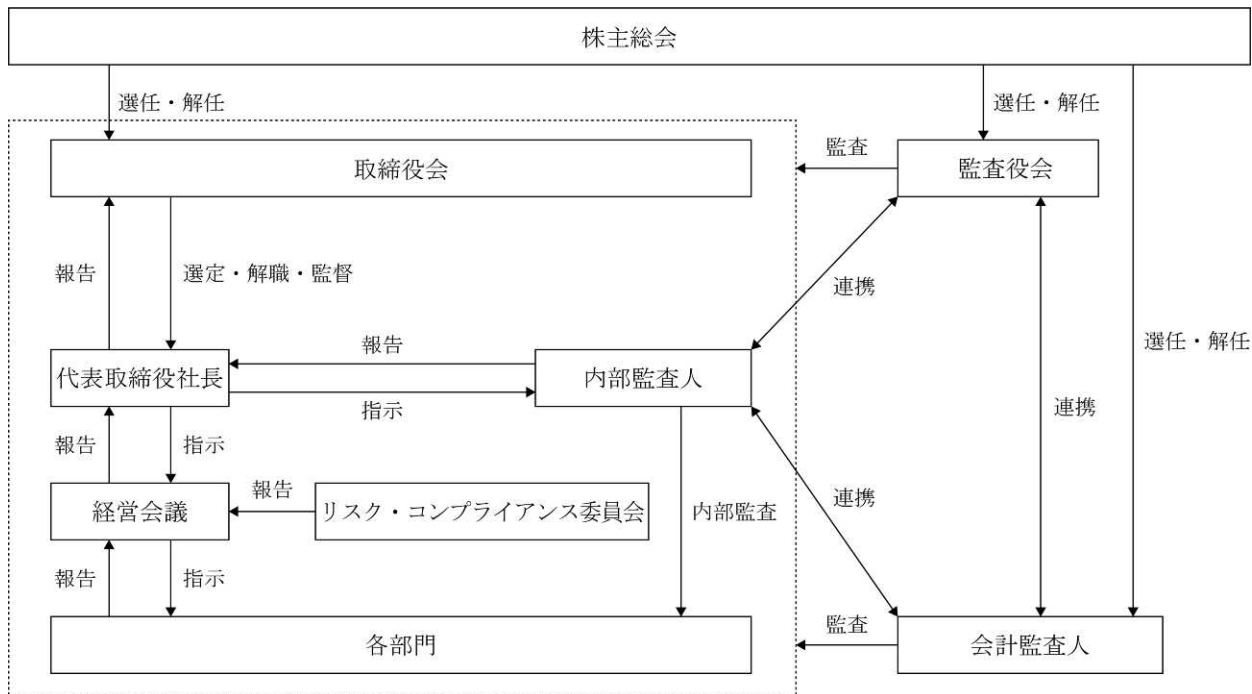 株主総会
選任・解任
選任・解任
取締役会
監査
監査役会
報告
選定・解職・監督
連携
選任・解任
報告
代表取締役社長
内部監査人
指示
連携
報告
指示
経営会議
報告
リスク・コンプライアンス委員会
連携
内部監査
報告
指示
各部門
監査
会計監査人